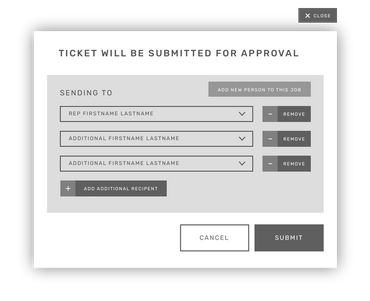 CLOSE
TICKET WILL BE SUBMITTED FOR APPROVAL
SENDING TO
ADD NEW PERSON TO THIS JOB
REP FIRSTNAME LASTNAME
REMOVE
ADDITIONAL FIRSTNAME LASTNAME
REMOVE
ADDITIONAL FIRSTNAME LASTNAME
REMOVE
+ ADD ADDITIONAL RECIPENT
CANCEL
SUBMIT